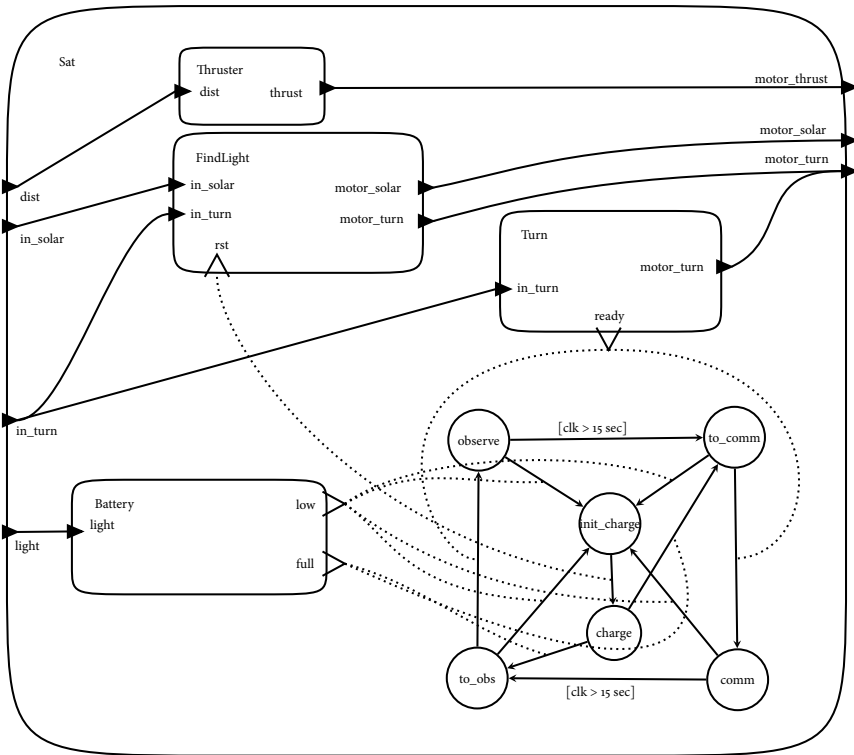 Sat
Thruster
dist
thrust
motor_thrust
FindLight
in_solar
in_turn
motor_solar
motor_turn
rst
motor_solar
motor_turn
dist
in_solar
Turn
motor_turn
in_turn
ready
in_turn
observe
[clk > 15 sec]
to_comm
Battery
light
low
full
light
init_charge
charge
to_obs
[clk > 15 sec]
comm